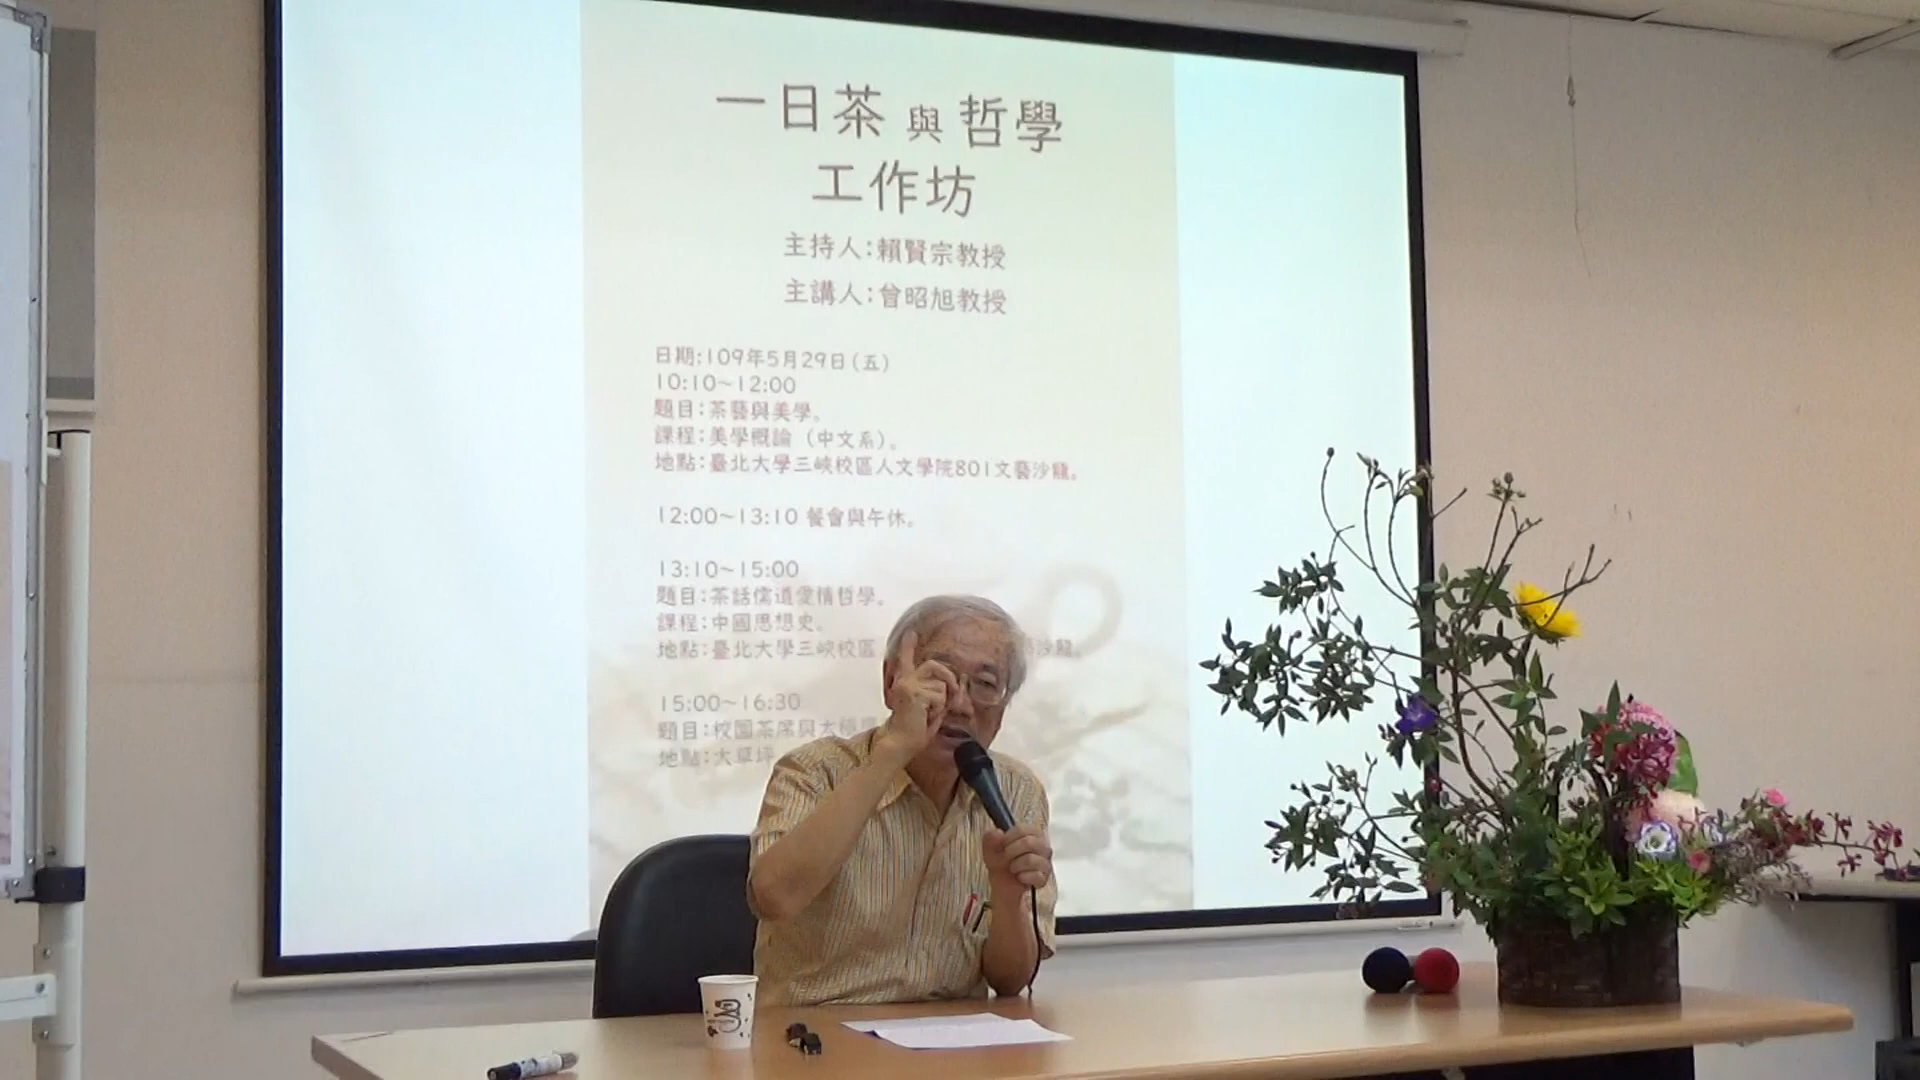 一日茶與哲學
工作坊
主持人：賴賢宗教授
主講人：曾昭旭教授
日期：109年5月29日（五）
10:10~12:00
題目：茶藝與美學。
課程：美學概論（中文系）。
地點：臺北大學三峽校區人文學院801文藝沙龍。
12:00~13:10 餐會與午休。
13:10~15:00
題目：茶話儒道愛情哲學。
課程：中國思想史。
地點：臺北大學三峽校區 沙龍。
15:00~16:30
題目：校園茶席與太極
地點：大草坪